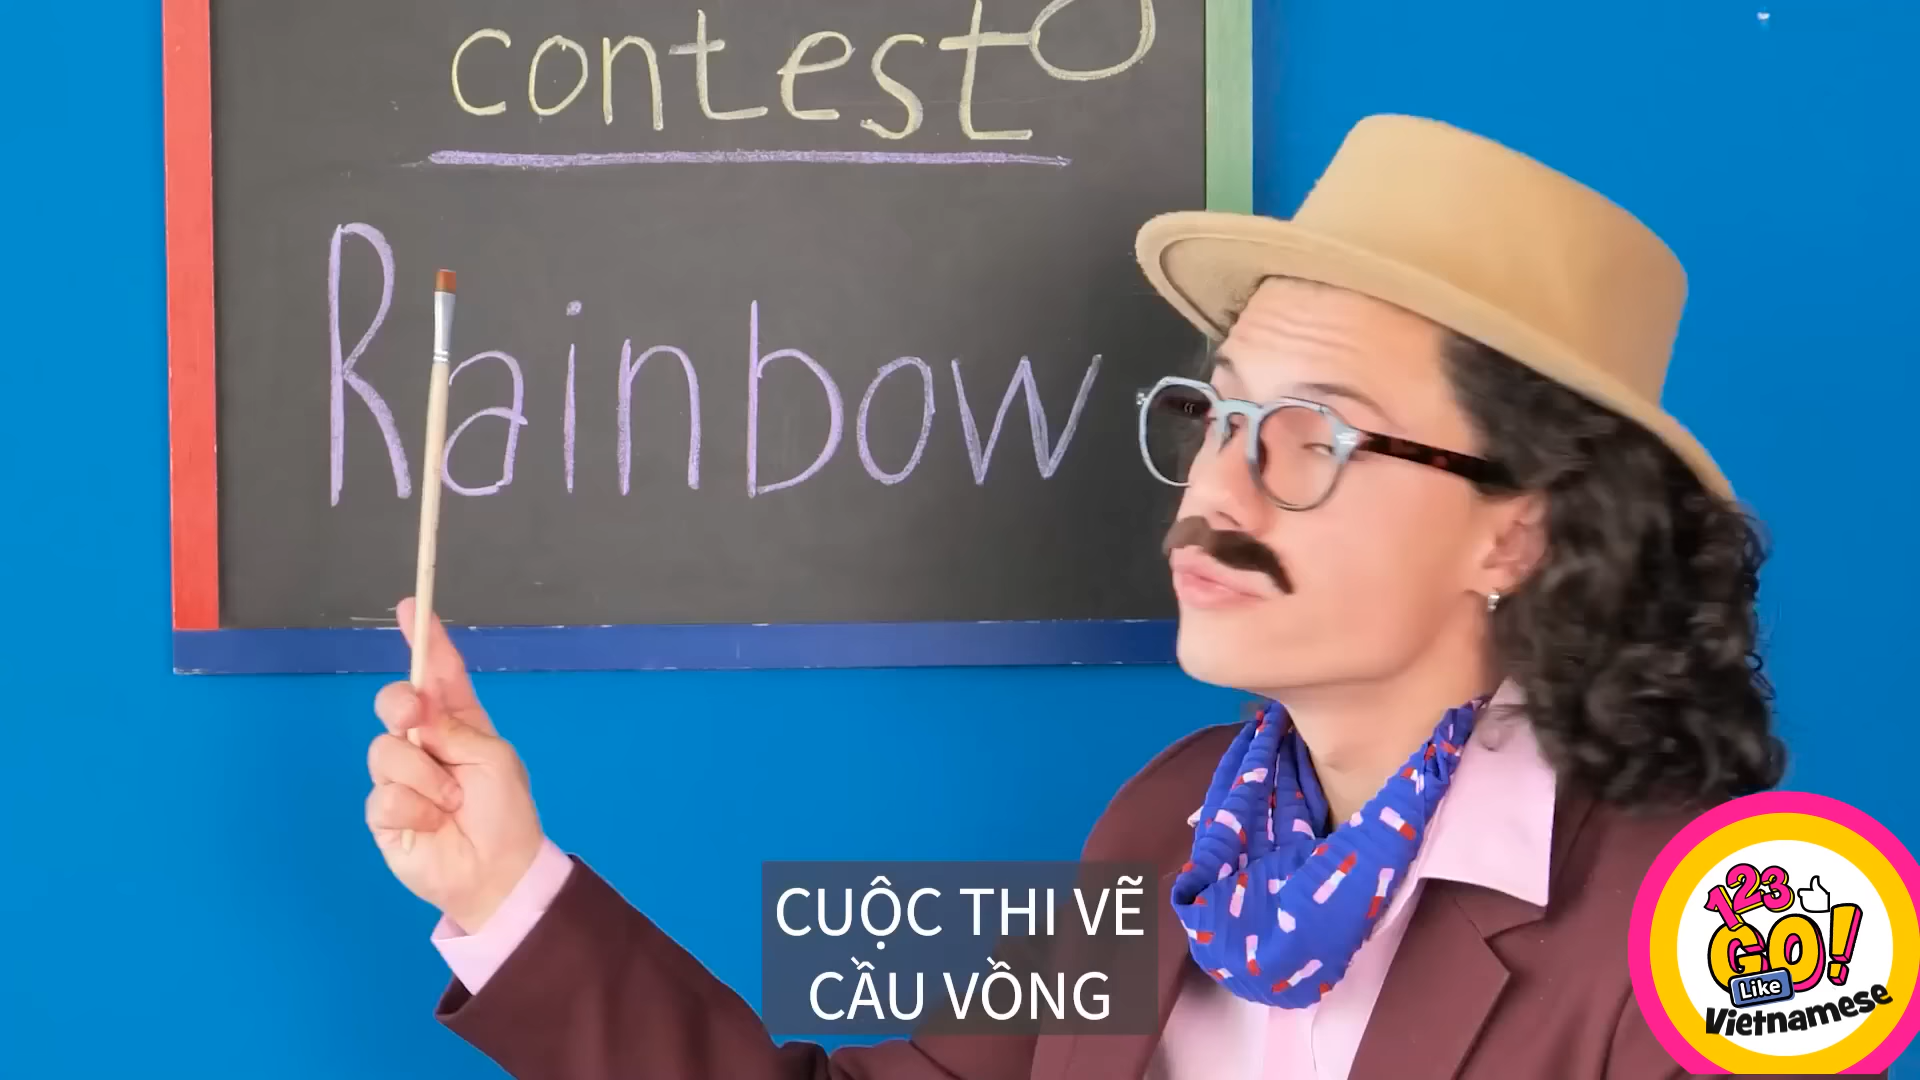 contest
Rainbow
CUỘC THI VẼ
CẦU VỒNG
123
GO!
Like
Vietnamese